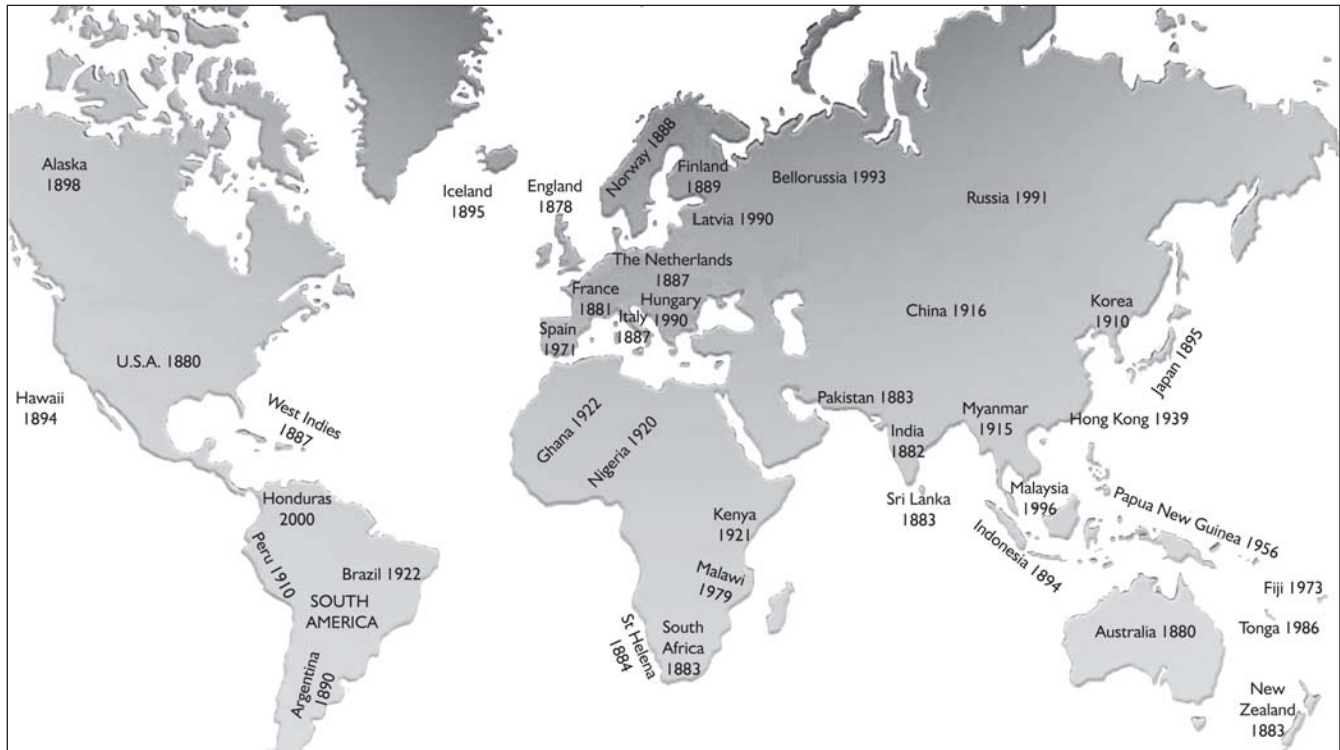 Alaska
1898
Hawaii
1894
U.S.A. 1880
West Indies
1887
Honduras
2000
Peru 1910
Brazil 1922
SOUTH
AMERICA
Argentina
1890
Iceland
1895
England
1878
Norway 1888
Finland
1889
Latvia 1990
Bellorussia 1993
Russia 1991
The Netherlands
1887
France
1881
Hungary
1990
Italy
1887
Spain
1971
China 1916
Korea
1910
Japan 1895
Pakistan 1883
India
1882
Myanmar
1915
Hong Kong 1939
Sri Lanka
1883
Malaysia
1996
Indonesia 1894
Papua New Guinea 1956
Ghana 1922
Nigeria 1920
Kenya
1921
Malawi
1979
St Helena
1884
South
Africa
1883
Fiji 1973
Tonga 1986
Australia 1880
New
Zealand
1883